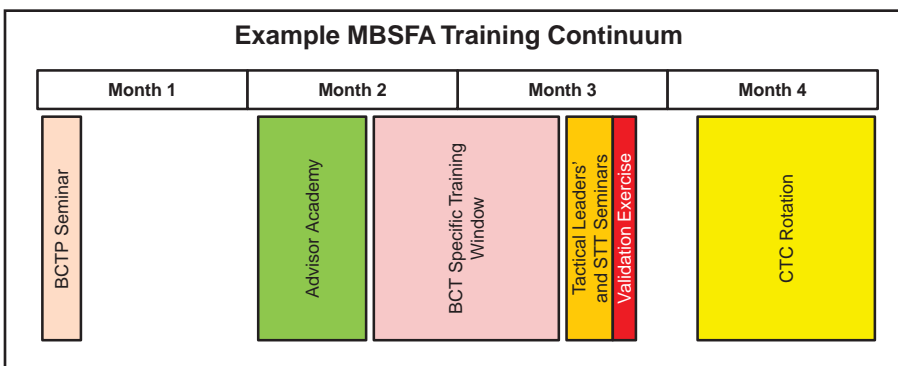 Example MBSFA Training Continuum
Month 1
Month 2
Month 3
Month 4
BCTP Seminar
Advisor Academy
BCT Specific Training
Window
Tactical Leaders'
and STT Seminars
Validation Exercise
CTC Rotation